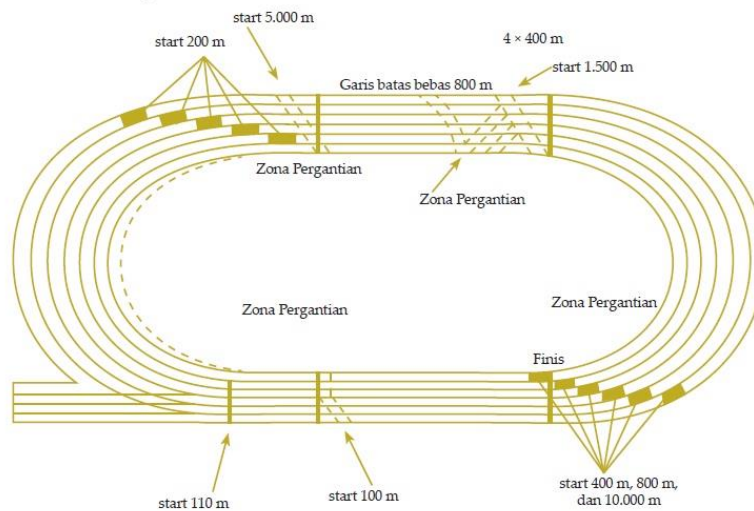 start 5.000 m
start 200 m
4 × 400 m
start 1.500 m
Garis batas bebas 800 m
Zona Pergantian
Zona Pergantian
Zona Pergantian
Zona Pergantian
Finis
start 110 m
start 100 m
start 400 m, 800 m,
dan 10.000 m